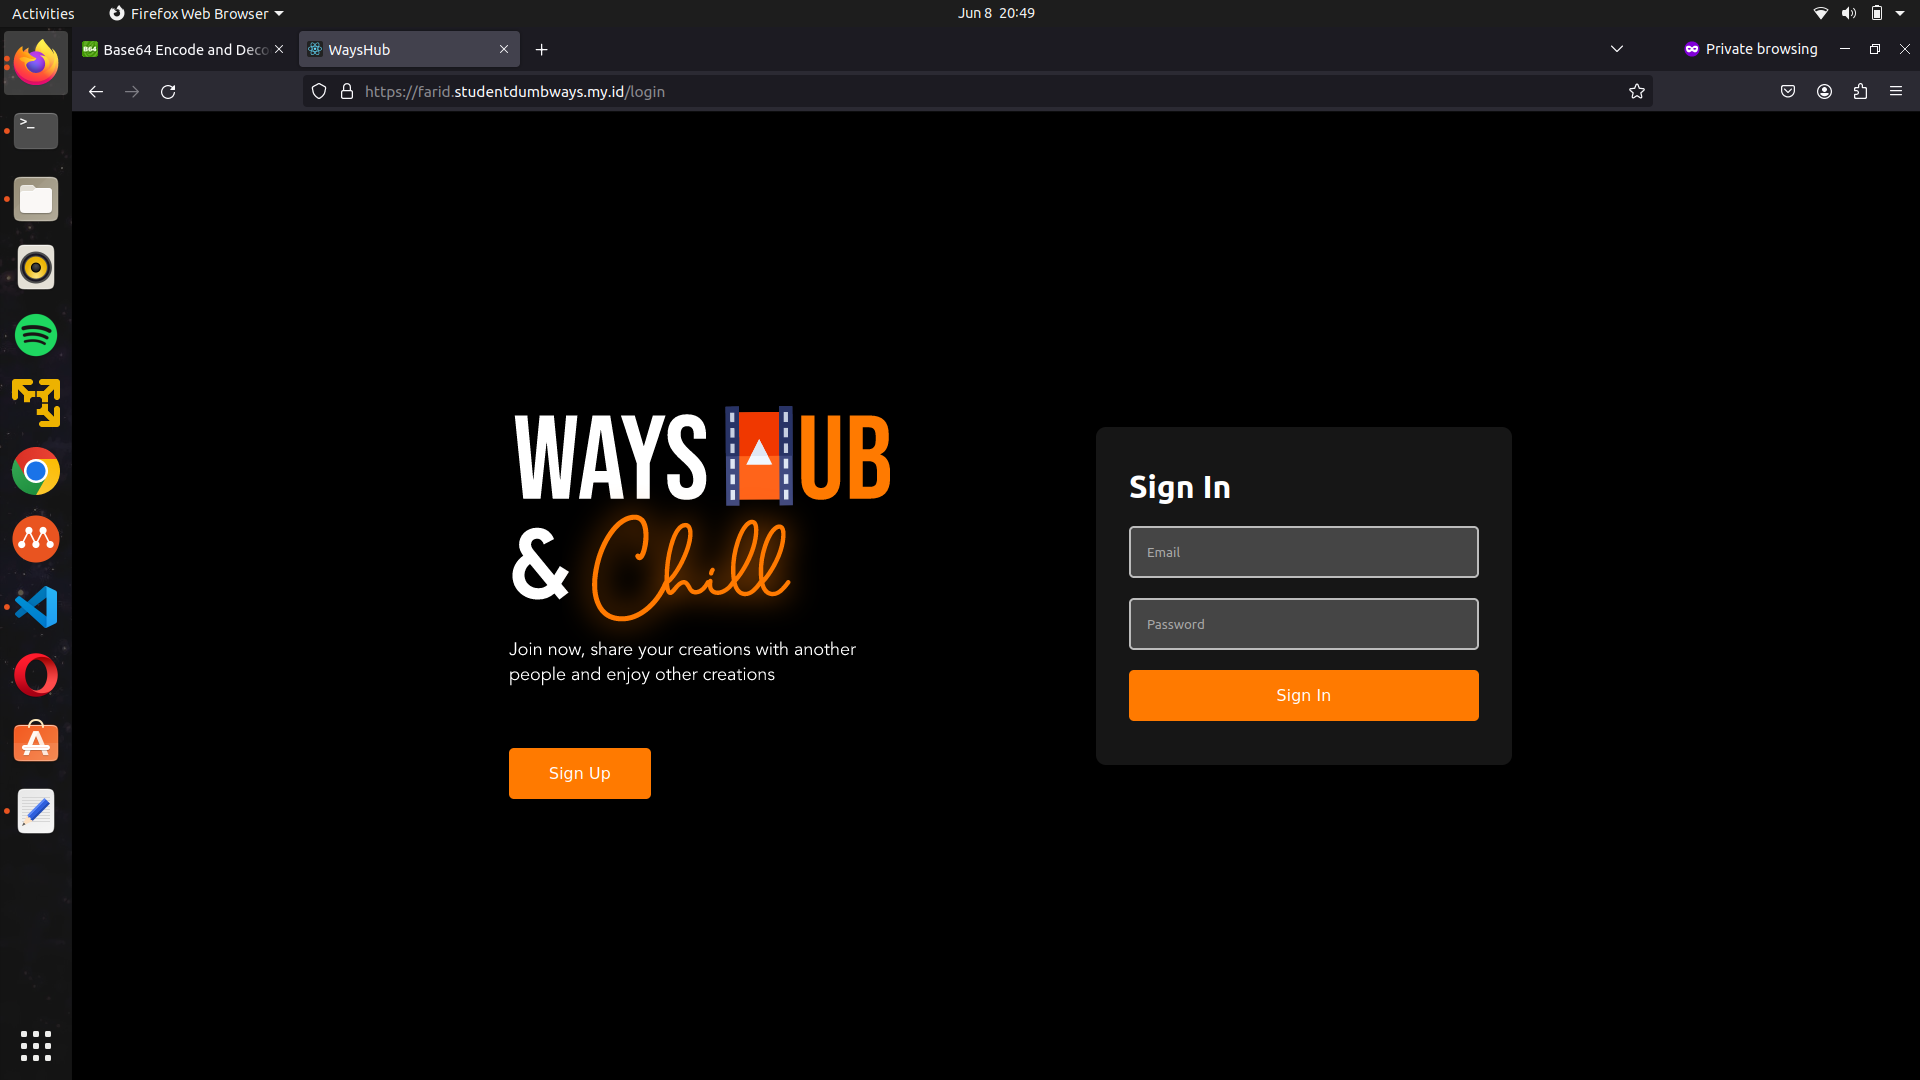 Activities
Firefox Web Browser
Jun 8 20:49
B64
Base64 Encode and Deco
WaysHub
Private browsing
https://farid.studentdumbways.my.id/login
WAYS UB
& Chill
Join now, share your creations with another
people and enjoy other creations
Sign Up
Sign In
Email
Password
Sign In